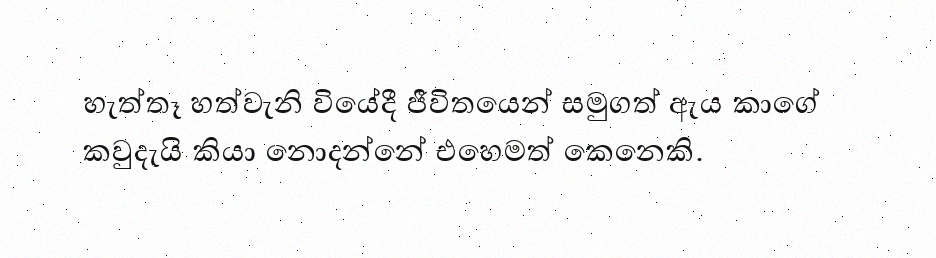 හැත්තෑ හත්වැනි වියේදී ජීවිතයෙන් සමුගත් ඇය කාගේ
කවුදැයි කියා නොදන්නේ එහෙමත් කෙනෙකි.